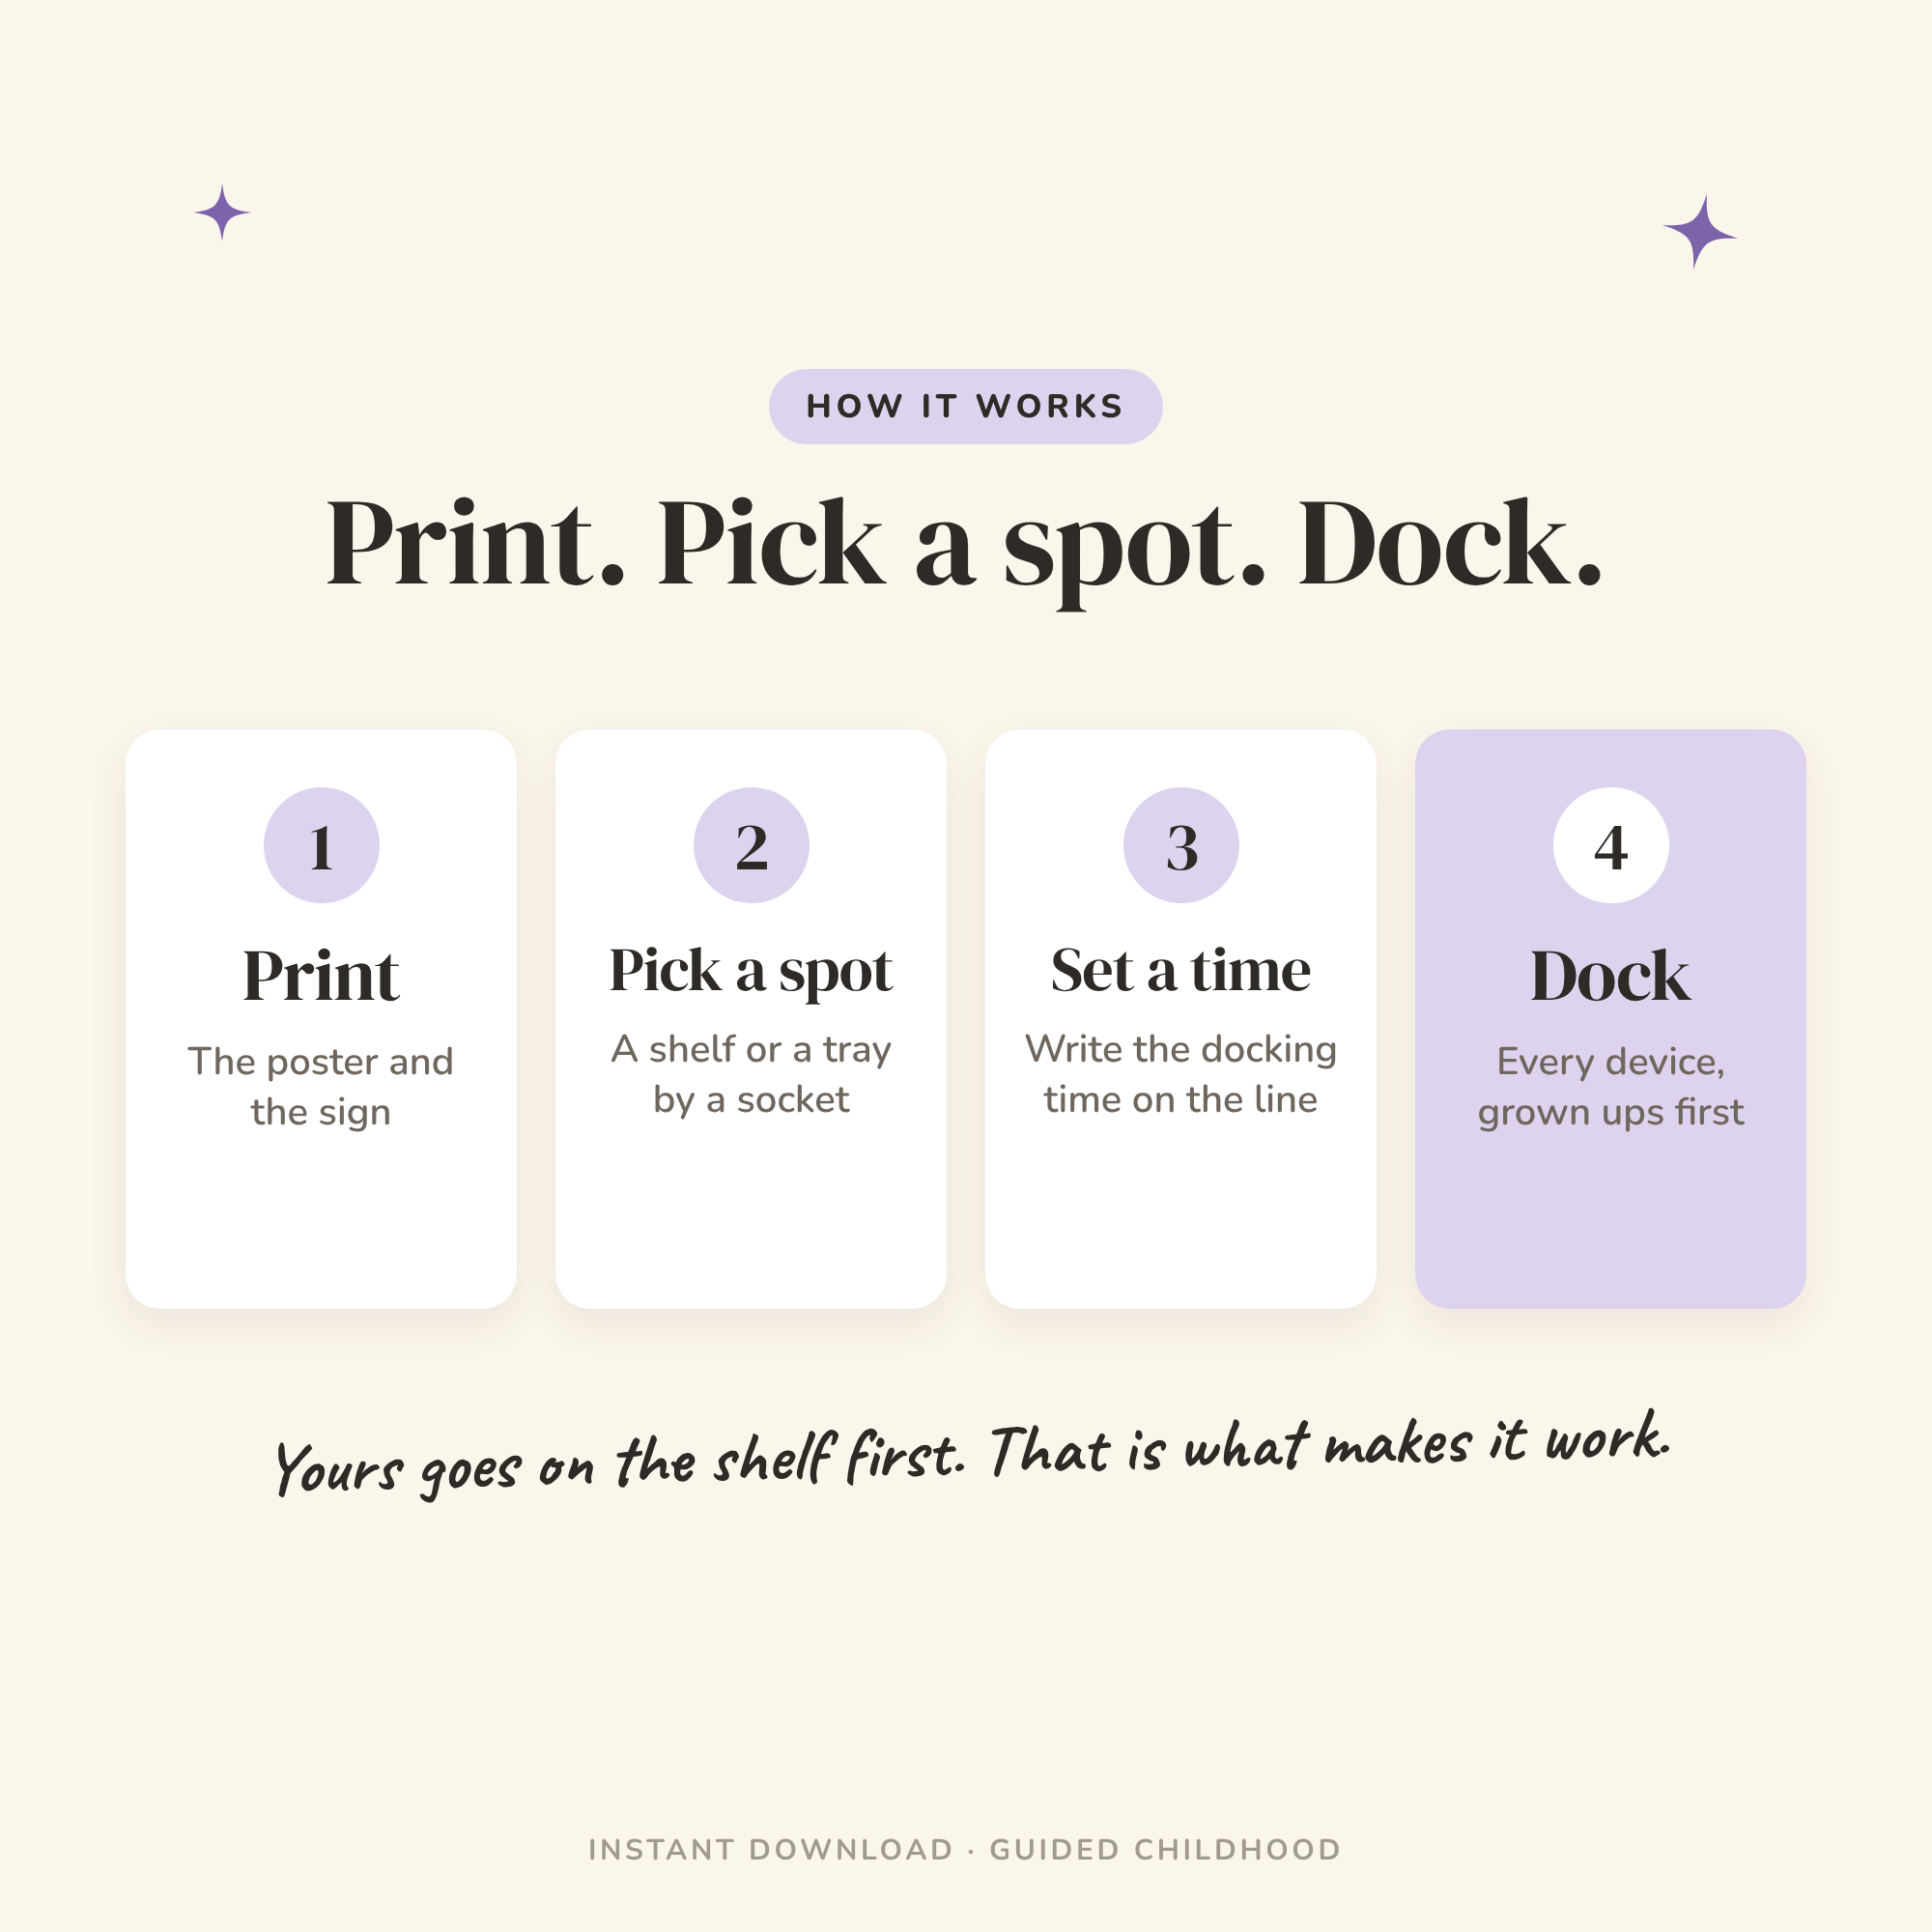 HOW IT WORKS
Print. Pick a spot. Dock.
1
Print
The poster and
the sign
2
Pick a spot
A shelf or a tray
by a socket
3
Set a time
Write the docking
time on the line
4
Dock
Every device,
grown ups first
Yours goes on the shelf first. That is what makes it work.
INSTANT DOWNLOAD · GUIDED CHILDHOOD